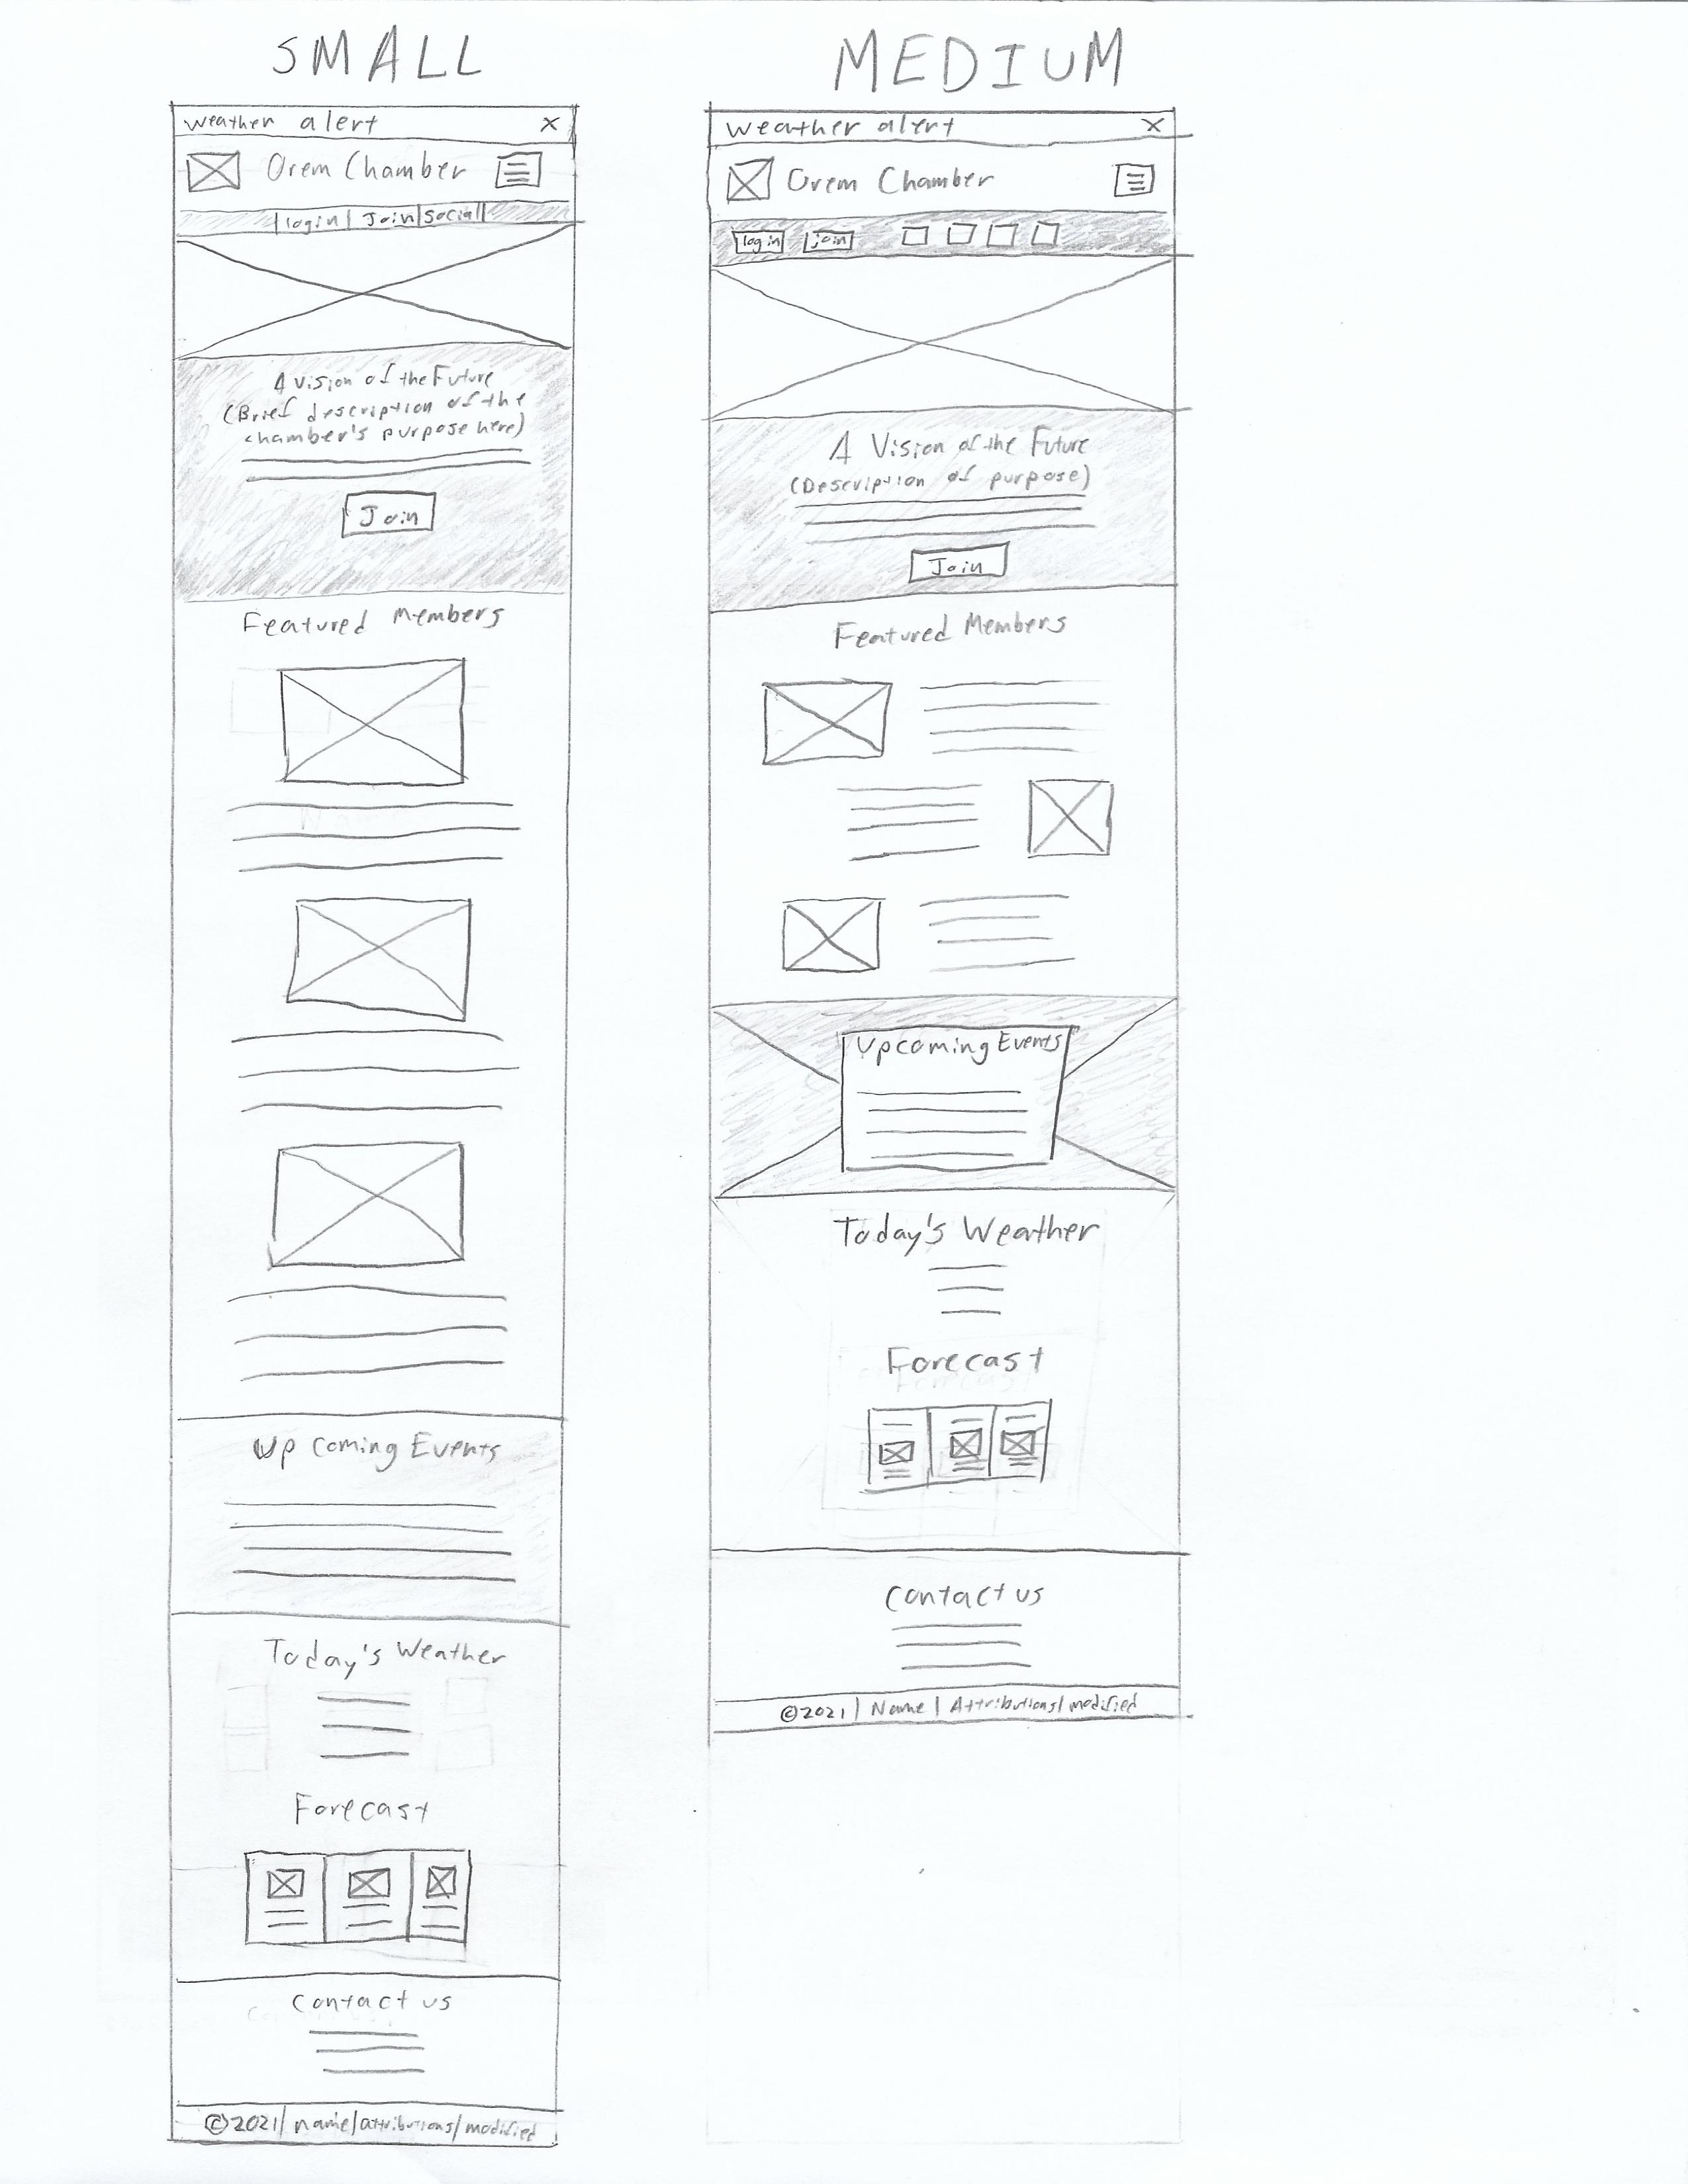 SMALL
weather alert X
Orem Chamber
login | Join | social
A Vision of the Future
(Brief description of the
chamber's purpose here)
Join
Featured Members
Up coming Events
Today's Weather
Forecast
Contact us
©2021 | name | attributions | modified
MEDIUM
Weather alert X
Orem Chamber
login join
A Vision of the Future
(Description of purpose)
Join
Featured Members
Upcoming Events
Today's Weather
Forecast
Contact us
©2021 | Name | Attributions | modified